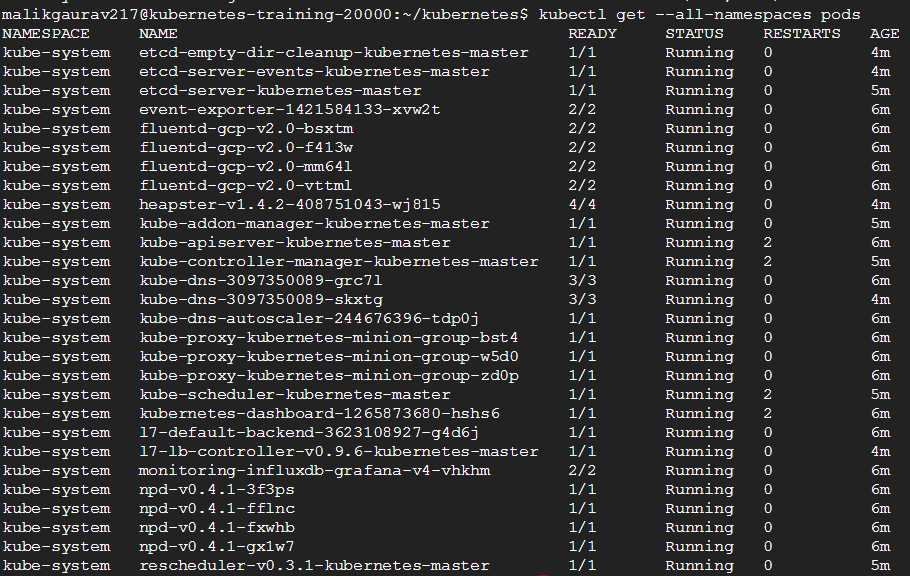 malikgaurav217@kubernetes-training-20000:~/kubernetes$ kubectl get --all-namespaces pods
NAMESPACE NAME READY STATUS RESTARTS AGE
kube-system etcd-empty-dir-cleanup-kubernetes-master 1/1 Running 0 4m
kube-system etcd-server-events-kubernetes-master 1/1 Running 0 4m
kube-system etcd-server-kubernetes-master 1/1 Running 0 5m
kube-system event-exporter-1421584133-xvw2t 2/2 Running 0 6m
kube-system fluentd-gcp-v2.0-bsxtm 2/2 Running 0 6m
kube-system fluentd-gcp-v2.0-f413w 2/2 Running 0 6m
kube-system fluentd-gcp-v2.0-mm64l 2/2 Running 0 6m
kube-system fluentd-gcp-v2.0-vttml 2/2 Running 0 6m
kube-system heapster-v1.4.2-408751043-wj815 4/4 Running 0 4m
kube-system kube-addon-manager-kubernetes-master 1/1 Running 0 5m
kube-system kube-apiserver-kubernetes-master 1/1 Running 2 6m
kube-system kube-controller-manager-kubernetes-master 1/1 Running 2 5m
kube-system kube-dns-3097350089-grc7l 3/3 Running 0 6m
kube-system kube-dns-3097350089-skxtg 3/3 Running 0 4m
kube-system kube-dns-autoscaler-244676396-tdp0j 1/1 Running 0 6m
kube-system kube-proxy-kubernetes-minion-group-bst4 1/1 Running 0 6m
kube-system kube-proxy-kubernetes-minion-group-w5d0 1/1 Running 0 6m
kube-system kube-proxy-kubernetes-minion-group-zd0p 1/1 Running 0 6m
kube-system kube-scheduler-kubernetes-master 1/1 Running 2 5m
kube-system kubernetes-dashboard-1265873680-hshs6 1/1 Running 2 6m
kube-system l7-default-backend-3623108927-g4d6j 1/1 Running 0 6m
kube-system l7-lb-controller-v0.9.6-kubernetes-master 1/1 Running 0 4m
kube-system monitoring-influxdb-grafana-v4-vhkhm 2/2 Running 0 6m
kube-system npd-v0.4.1-3f3ps 1/1 Running 0 6m
kube-system npd-v0.4.1-fflnc 1/1 Running 0 6m
kube-system npd-v0.4.1-fxwhb 1/1 Running 0 6m
kube-system npd-v0.4.1-gx1w7 1/1 Running 0 6m
kube-system rescheduler-v0.3.1-kubernetes-master 1/1 Running 0 5m